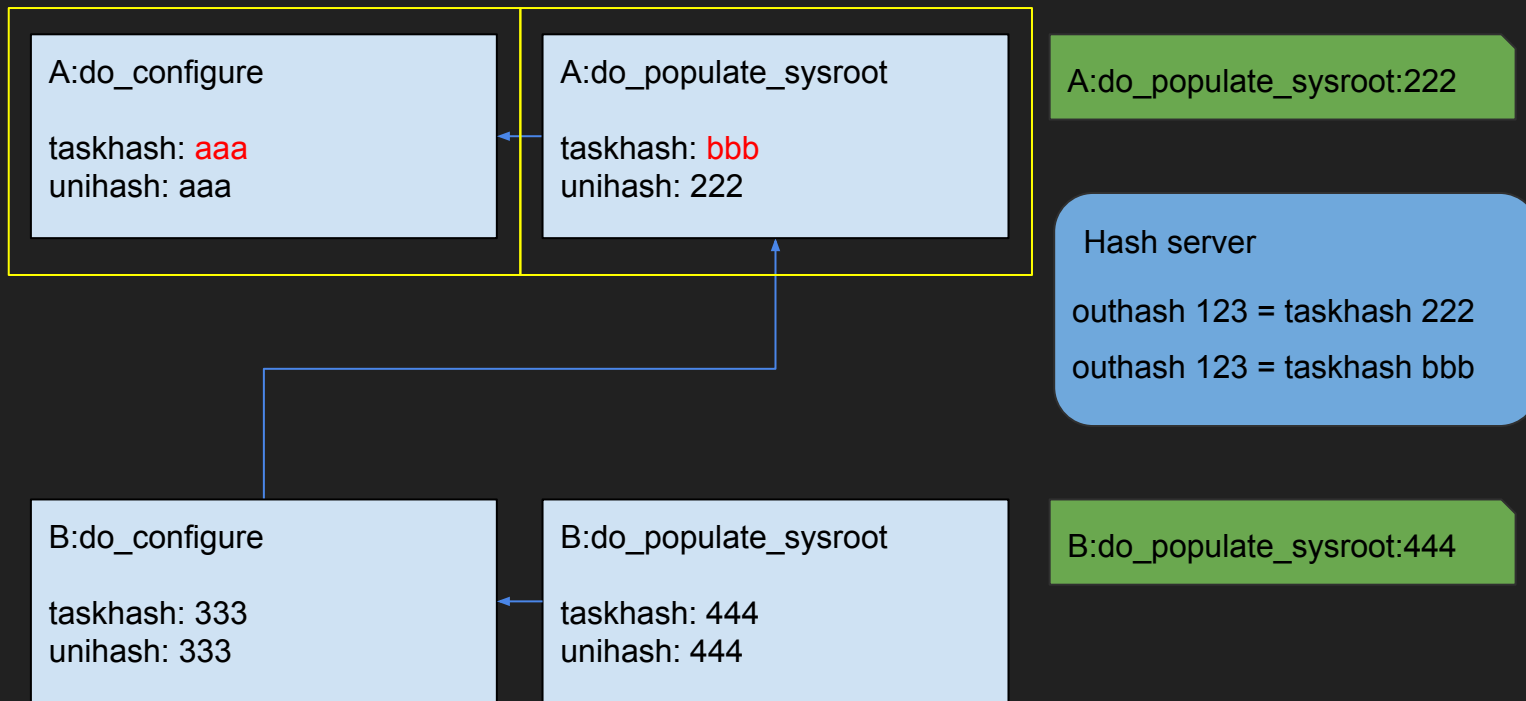 A:do_configure
taskhash: aaa
unihash: aaa
A:do_populate_sysroot
taskhash: bbb
unihash: 222
A:do_populate_sysroot:222
Hash server
outhash 123 = taskhash 222
outhash 123 = taskhash bbb
B:do_configure
taskhash: 333
unihash: 333
B:do_populate_sysroot
taskhash: 444
unihash: 444
B:do_populate_sysroot:444